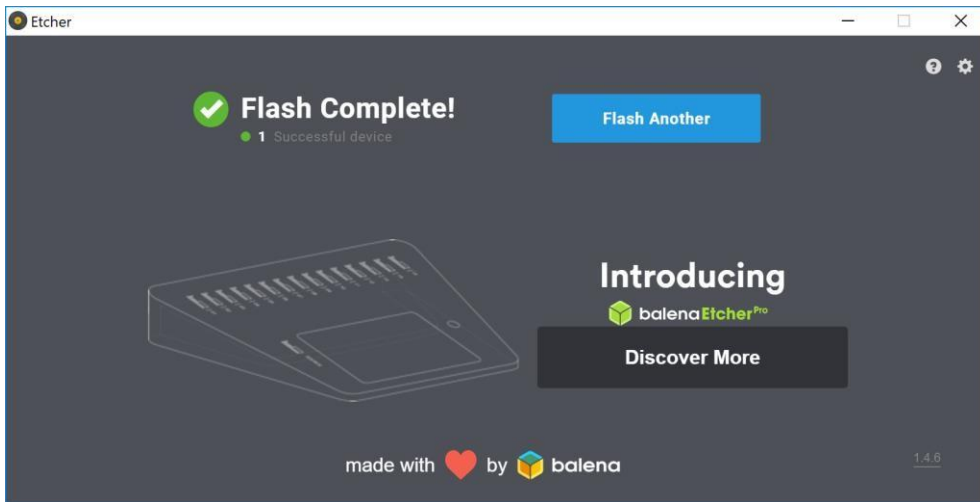 Etcher
Flash Complete!
1 Successful device
Flash Another
Introducing
balenaEtcherPro
Discover More
made with by balena
1.4.6